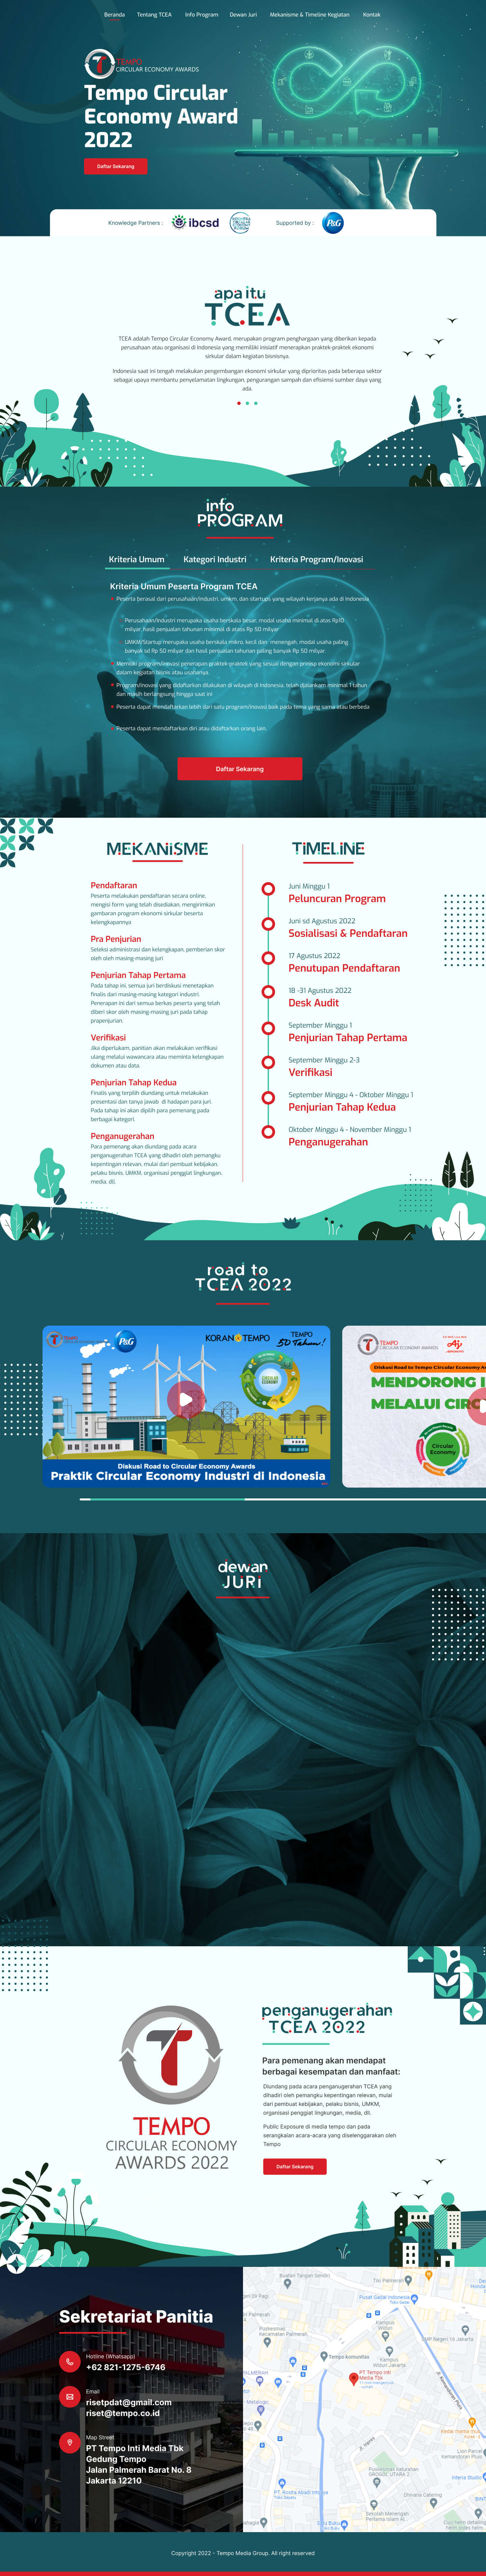 Beranda Tentang TCEA Info Program Dewan Juri Mekanisme & Timeline Kegiatan Kontak
TEMPO
CIRCULAR ECONOMY AWARDS
Tempo Circular
Economy Award
2022
Daftar Sekarang
Knowledge Partners : ibcsd Supported by : P&G
apa itu
TCEA
TCEA adalah Tempo Circular Economy Award, merupakan program penghargaan yang diberikan kepada
perusahaan atau organisasi di Indonesia yang memiliki inisiatif menerapkan praktek-praktek ekonomi
sirkular dalam kegiatan bisnisnya.
Indonesia saat ini tengah melakukan pengembangan ekonomi sirkular yang diprioritas pada beberapa sektor
sebagai upaya membantu penyelamatan lingkungan, pengurangan sampah dan efisiensi sumber daya yang
ada.
info
PROGRAM
Kriteria Umum Kategori Industri Kriteria Program/Inovasi
Kriteria Umum Peserta Program TCEA
Peserta berasal dari perusahaan/industri, umkm, dan startups yang wilayah kerjanya ada di Indonesia
Perusahaan/Industri merupaka usaha berskala besar, modal usaha minimal di atas Rp10
milyar, hasil penjualan tahunan minimal di atas Rp 50 milyar
UMKM/Startup merupaka usaha berskala mikro, kecil dan, menengah, modal usaha paling
banyak sd Rp 50 milyar dan hasil penjualan tahunan paling banyak Rp 50 milyar.
Memiliki program/inovasi penerapan praktek-praktek yang sesuai dengan prinsip ekonomi sirkular
dalam kegiatan bisnis atau usahanya.
Program/inovasi yang didaftarkan dilakukan di wilayah di Indonesia, telah dijalankan minimal 1 tahun
dan masih berlangsung hingga saat ini
Peserta dapat mendaftarkan lebih dari satu program/inovasi baik pada tema yang sama atau berbeda
Peserta dapat mendaftarkan diri atau didaftarkan orang lain.
Daftar Sekarang
MEKANiSME
Pendaftaran
Peserta melakukan pendaftaran secara online,
mengisi form yang telah disediakan, mengirimkan
gambaran program ekonomi sirkular beserta
kelengkapannya
Pra Penjurian
Seleksi administrasi dan kelengkapan, pemberian skor
oleh oleh masing-masing juri
Penjurian Tahap Pertama
Pada tahap ini, semua juri berdiskusi menetapkan
finalis dari masing-masing kategori industri.
Penerapan ini dari semua berkas peserta yang telah
diberi skor oleh masing-masing juri pada tahap
prapenjurian.
Verifikasi
Jika diperlukam, panitian akan melakukan verifikasi
ulang melalui wawancara atau meminta kelengkapan
dokumen atau data.
Penjurian Tahap Kedua
Finalis yang terpilih diundang untuk melakukan
presentasi dan tanya jawab di hadapan para juri.
Pada tahap ini akan dipilih para pemenang pada
berbagai kategori.
Penganugerahan
Para pemenang akan diundang pada acara
penganugerahan TCEA yang dihadiri oleh pemangku
kepentingan relevan, mulai dari pembuat kebijakan,
pelaku bisnis, UMKM, organisasi penggiat lingkungan,
media, dll.
TiMELiNE
Juni Minggu 1
Peluncuran Program
Juni sd Agustus 2022
Sosialisasi & Pendaftaran
17 Agustus 2022
Penutupan Pendaftaran
18 -31 Agustus 2022
Desk Audit
September Minggu 1
Penjurian Tahap Pertama
September Minggu 2-3
Verifikasi
September Minggu 4 - Oktober Minggu 1
Penjurian Tahap Kedua
Oktober Minggu 4 - November Minggu 1
Penganugerahan
road to
TCEA 2022
TEMPO P&G KORAN TEMPO TEMPO
50 Tahun!
CIRCULAR
ECONOMY
Diskusi Road to Circular Economy Awards
Praktik Circular Economy Industri di Indonesia
TEMPO
CIRCULAR ECONOMY AWARDS
Diskusi Road to Tempo Circular Economy
MENDORONG
MELALUI CIRC
Circular
Economy
dewan
JURi
TEMPO
CIRCULAR ECONOMY
AWARDS 2022
penganugerahan
TCEA 2022
Para pemenang akan mendapat
berbagai kesempatan dan manfaat:
Diundang pada acara penganugerahan TCEA yang
dihadiri oleh pemangku kepentingan relevan, mulai
dari pembuat kebijakan, pelaku bisnis, UMKM,
organisasi penggiat lingkungan, media, dll.
Public Exposure di media tempo dan pada
serangkaian acara-acara yang diselenggarakan oleh
Tempo
Daftar Sekarang
Sekretariat Panitia
Hotline (Whatsapp)
+62 821-1275-6746
Email
risetpdat@gmail.com
riset@tempo.co.id
Map Street
PT Tempo Inti Media Tbk
Gedung Tempo
Jalan Palmerah Barat No. 8
Jakarta 12210
Tiki Palmerah
Pusat Gadai Indonesia
Puskesmas
Kecamatan Palmerah
Tempo komunitas
PT Tempo Inti
Media Tbk
Copyright 2022 - Tempo Media Group. All right reserved